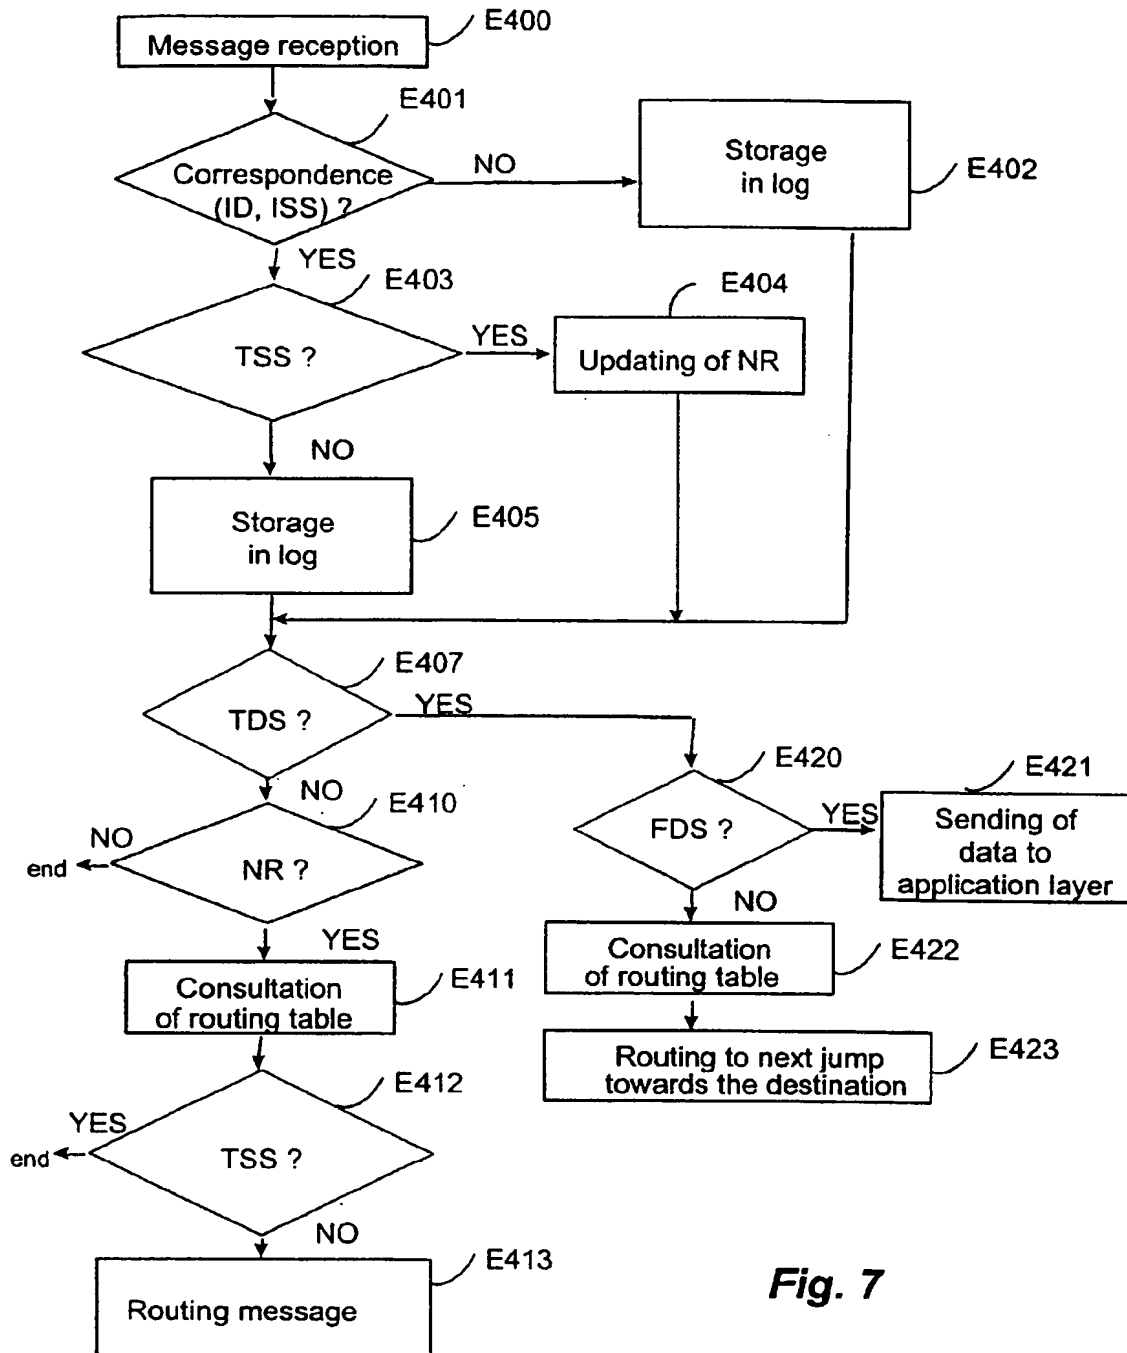 Message reception
E400
E401
Correspondence
(ID, ISS) ?
NO
Storage
in log
E402
YES
E403
TSS ?
YES
E404
Updating of NR
NO
Storage
in log
E405
E407
TDS ?
YES
NO
E410
NO
end
NR ?
E420
FDS ?
YES
E421
Sending of
data to
application layer
YES
NO
Consultation
of routing table
E411
Consultation
of routing table
E422
Routing to next jump
towards the destination
E423
E412
YES
end
TSS ?
NO
E413
Routing message
Fig. 7